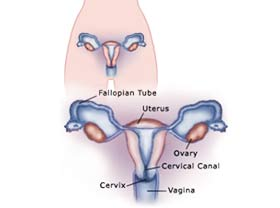 Fallopian Tube
Uterus
Ovary
Cervical Canal
Cervix
Vagina